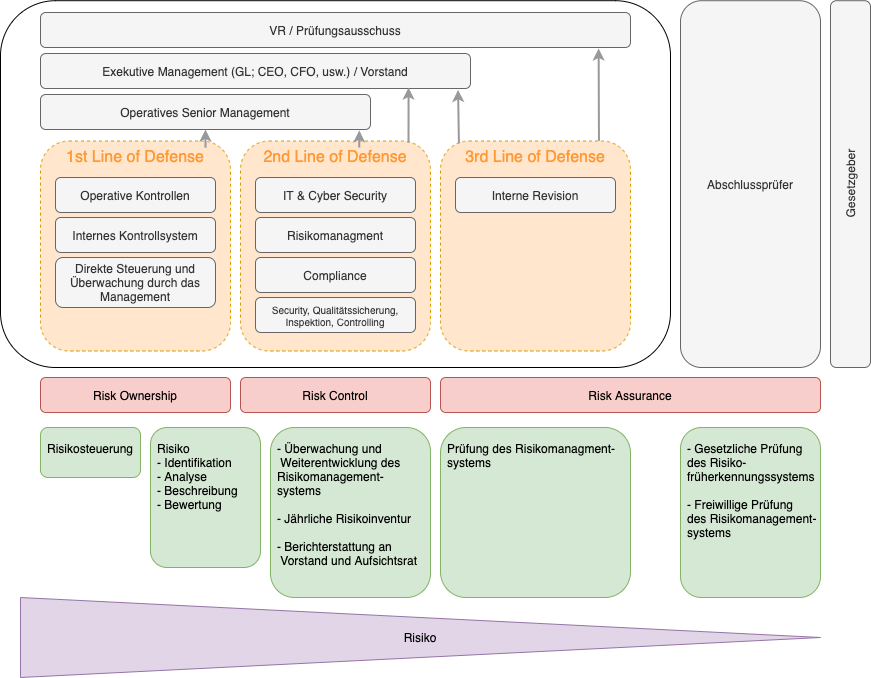 VR / Prüfungsausschuss
Exekutive Management (GL; CEO, CFO, usw.) / Vorstand
Operatives Senior Management
1st Line of Defense
Operative Kontrollen
Internes Kontrollsystem
Direkte Steuerung und
Überwachung durch das
Management
2nd Line of Defense
IT & Cyber Security
Risikomanagment
Compliance
Security, Qualitätssicherung,
Inspektion, Controlling
3rd Line of Defense
Interne Revision
Abschlussprüfer
Gesetzgeber
Risk Ownership
Risk Control
Risk Assurance
Risikosteuerung
Risiko
- Identifikation
- Analyse
- Beschreibung
- Bewertung
- Überwachung und
Weiterentwicklung des
Risikomanagement-
systems
- Jährliche Risikoinventur
- Berichterstattung an
Vorstand und Aufsichtsrat
Prüfung des Risikomanagment-
systems
- Gesetzliche Prüfung
des Risiko-
früherkennungssystems
- Freiwillige Prüfung
des Risikomanagement-
systems
Risiko